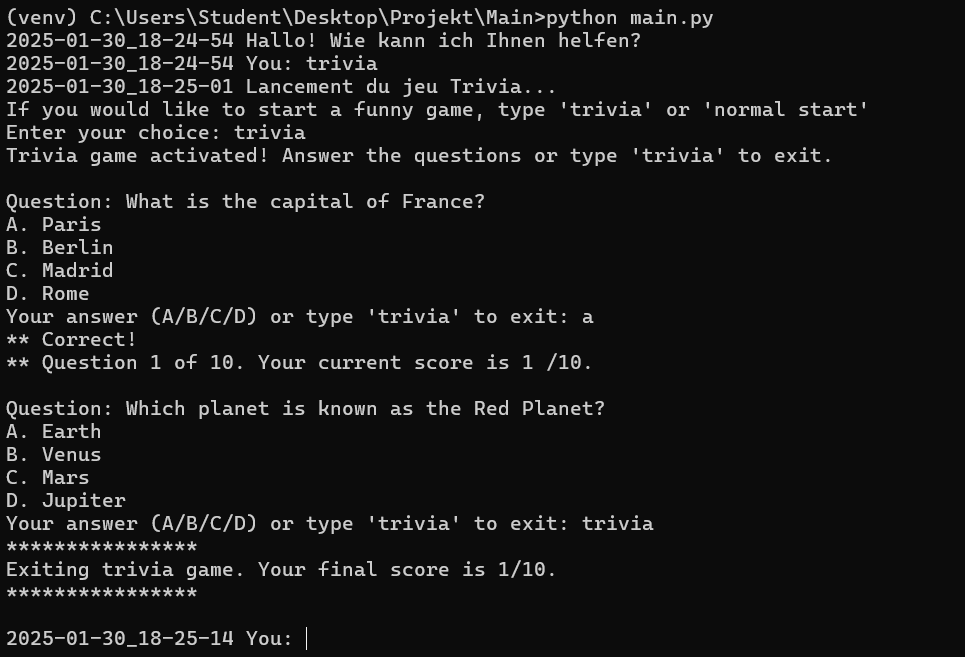 (venv) C:\Users\Student\Desktop\Projekt\Main>python main.py
2025-01-30_18-24-54 Hallo! Wie kann ich Ihnen helfen?
2025-01-30_18-24-54 You: trivia
2025-01-30_18-25-01 Lancement du jeu Trivia...
If you would like to start a funny game, type 'trivia' or 'normal start'
Enter your choice: trivia
Trivia game activated! Answer the questions or type 'trivia' to exit.

Question: What is the capital of France?
A. Paris
B. Berlin
C. Madrid
D. Rome
Your answer (A/B/C/D) or type 'trivia' to exit: a
** Correct!
** Question 1 of 10. Your current score is 1 /10.

Question: Which planet is known as the Red Planet?
A. Earth
B. Venus
C. Mars
D. Jupiter
Your answer (A/B/C/D) or type 'trivia' to exit: trivia
****************
Exiting trivia game. Your final score is 1/10.
****************

2025-01-30_18-25-14 You: